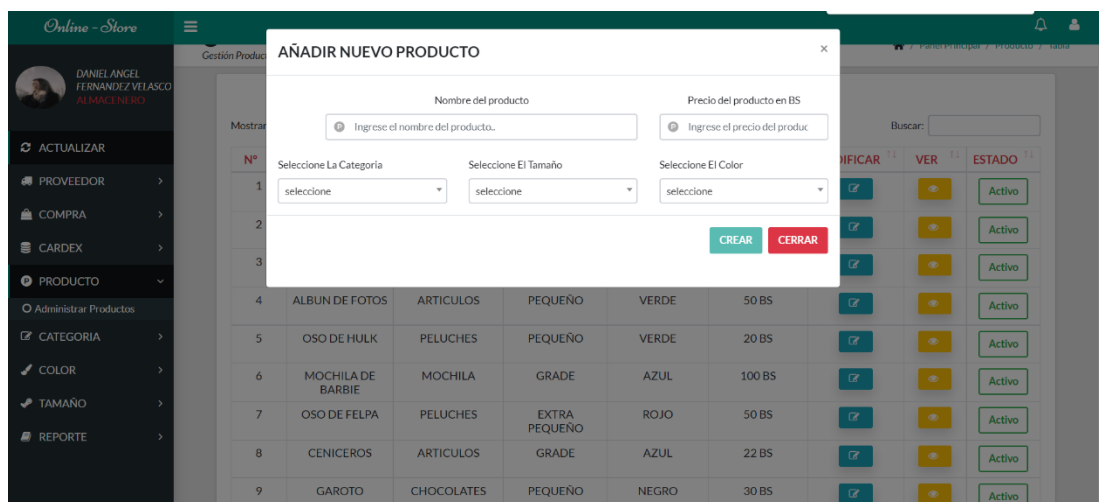 Online - Store
DANIEL ANGEL
FERNANDEZ VELASCO
ALMACENERO
ACTUALIZAR
PROVEEDOR
COMPRA
CARDEX
PRODUCTO
Administrar Productos
CATEGORIA
COLOR
TAMAÑO
REPORTE
Gestión Produc
/ Panel Principal / Producto / Tabla
AÑADIR NUEVO PRODUCTO ×
Nombre del producto Precio del producto en BS
Ingrese el nombre del producto.. Ingrese el precio del produc
Seleccione La Categoria Seleccione El Tamaño Seleccione El Color
seleccione seleccione seleccione
CREAR CERRAR
Mostrar Buscar:
N° DIFICAR VER ESTADO
1 Activo
2 Activo
3 Activo
4 ALBUN DE FOTOS ARTICULOS PEQUEÑO VERDE 50 BS Activo
5 OSO DE HULK PELUCHES PEQUEÑO VERDE 20 BS Activo
6 MOCHILA DE BARBIE MOCHILA GRADE AZUL 100 BS Activo
7 OSO DE FELPA PELUCHES EXTRA PEQUEÑO ROJO 50 BS Activo
8 CENICEROS ARTICULOS GRADE AZUL 22 BS Activo
9 GAROTO CHOCOLATES PEQUEÑO NEGRO 30 BS Activo